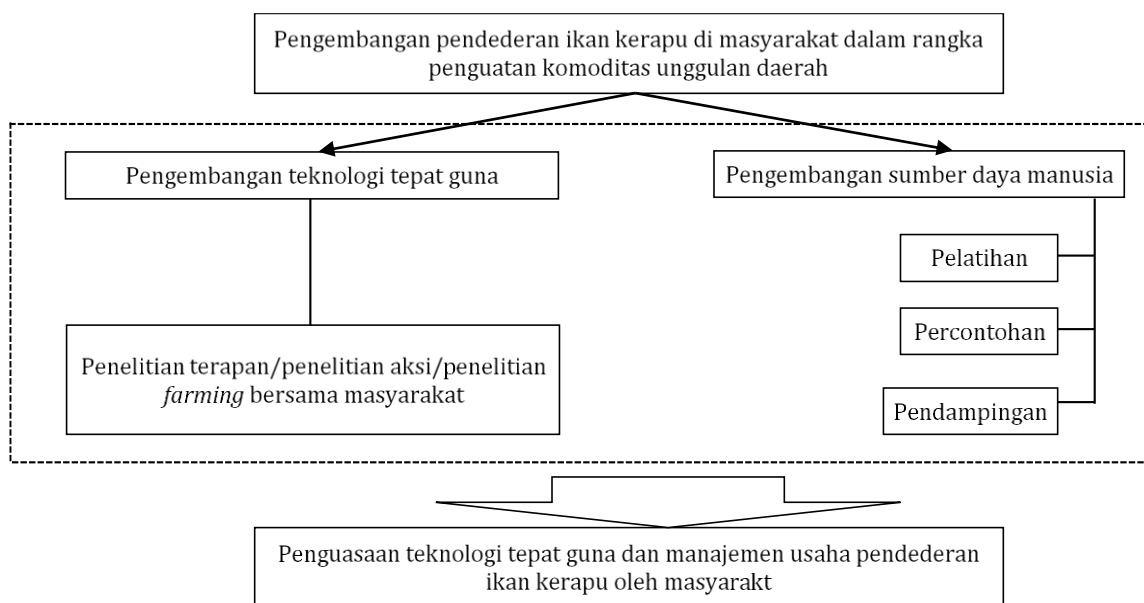 Pengembangan pendederan ikan kerapu di masyarakat dalam rangka
penguatan komoditas unggulan daerah
Pengembangan teknologi tepat guna
Pengembangan sumber daya manusia
Pelatihan
Percontohan
Penelitian terapan/penelitian aksi/penelitian
farming bersama masyarakat
Pendampingan
Penguasaan teknologi tepat guna dan manajemen usaha pendederan
ikan kerapu oleh masyarakt